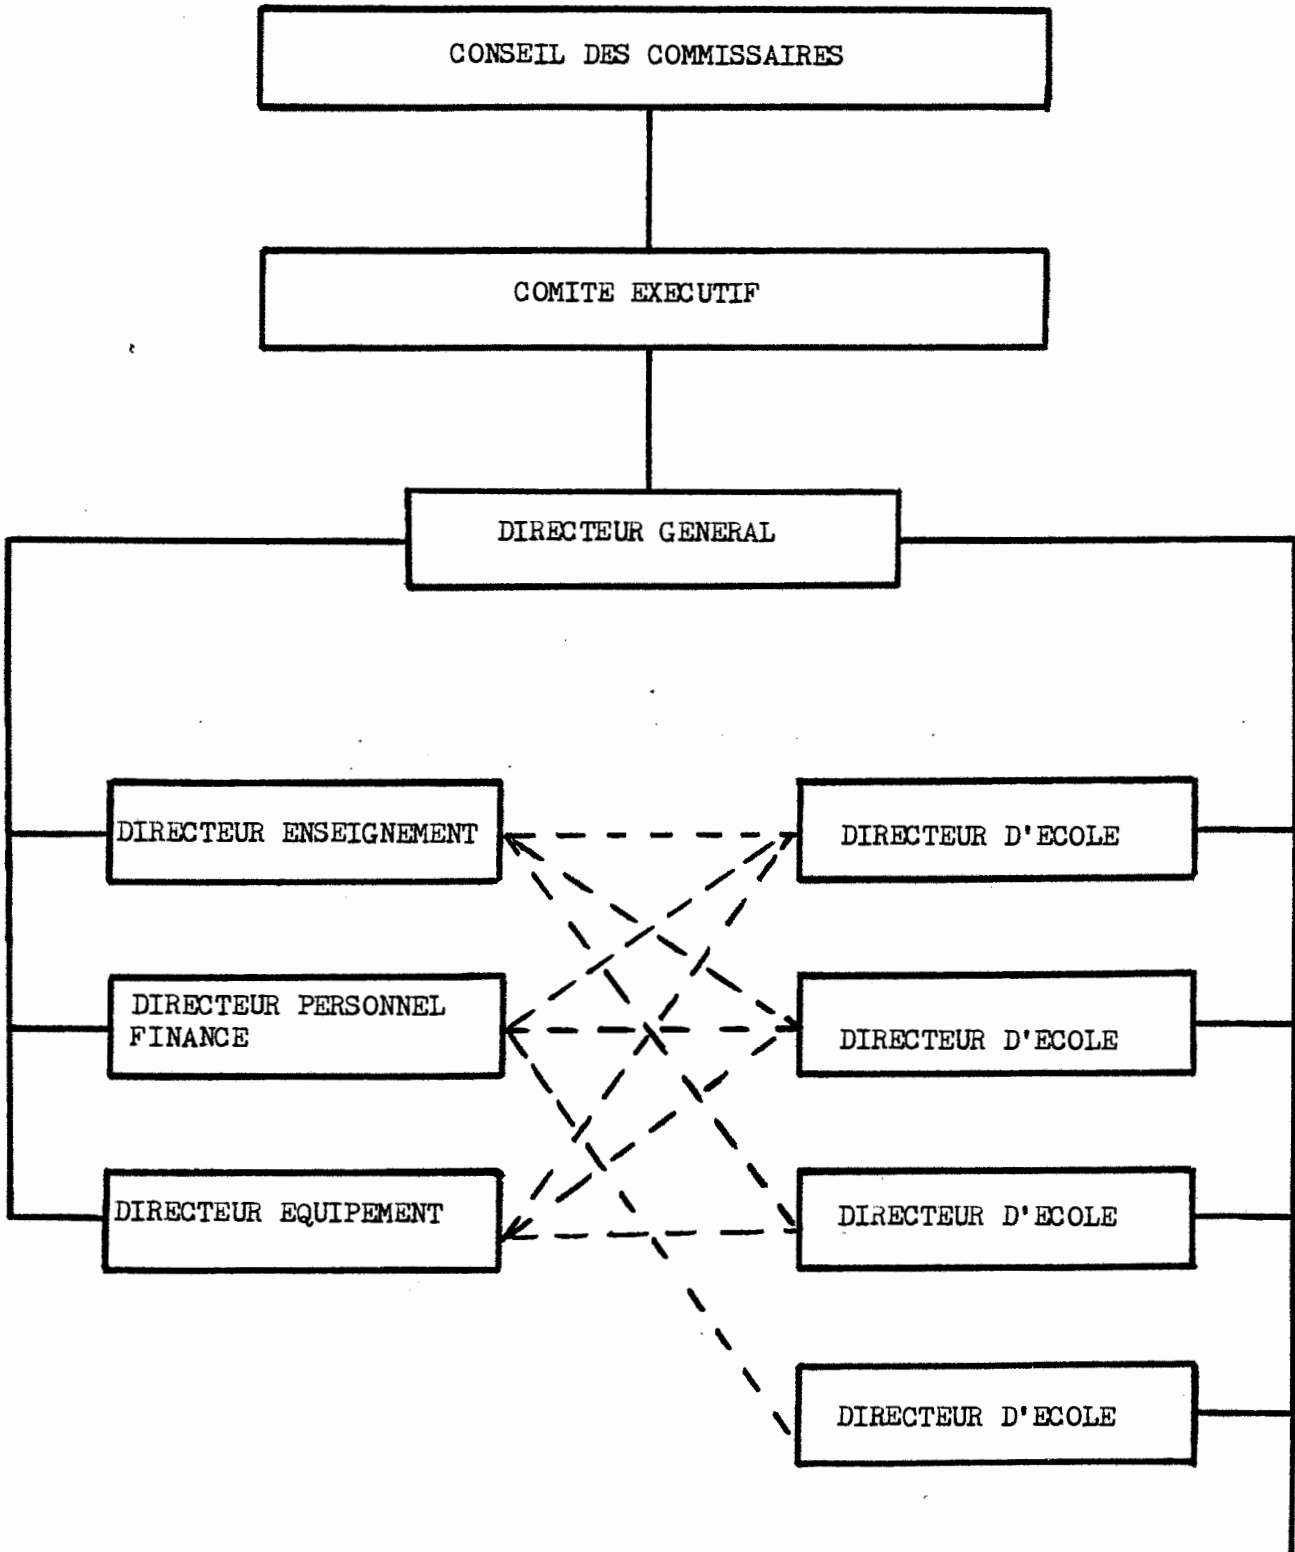 CONSEIL DES COMMISSAIRES
COMITE EXECUTIF
DIRECTEUR GENERAL
DIRECTEUR ENSEIGNEMENT
DIRECTEUR D'ECOLE
DIRECTEUR PERSONNEL
FINANCE
DIRECTEUR D'ECOLE
DIRECTEUR EQUIPEMENT
DIRECTEUR D'ECOLE
DIRECTEUR D'ECOLE